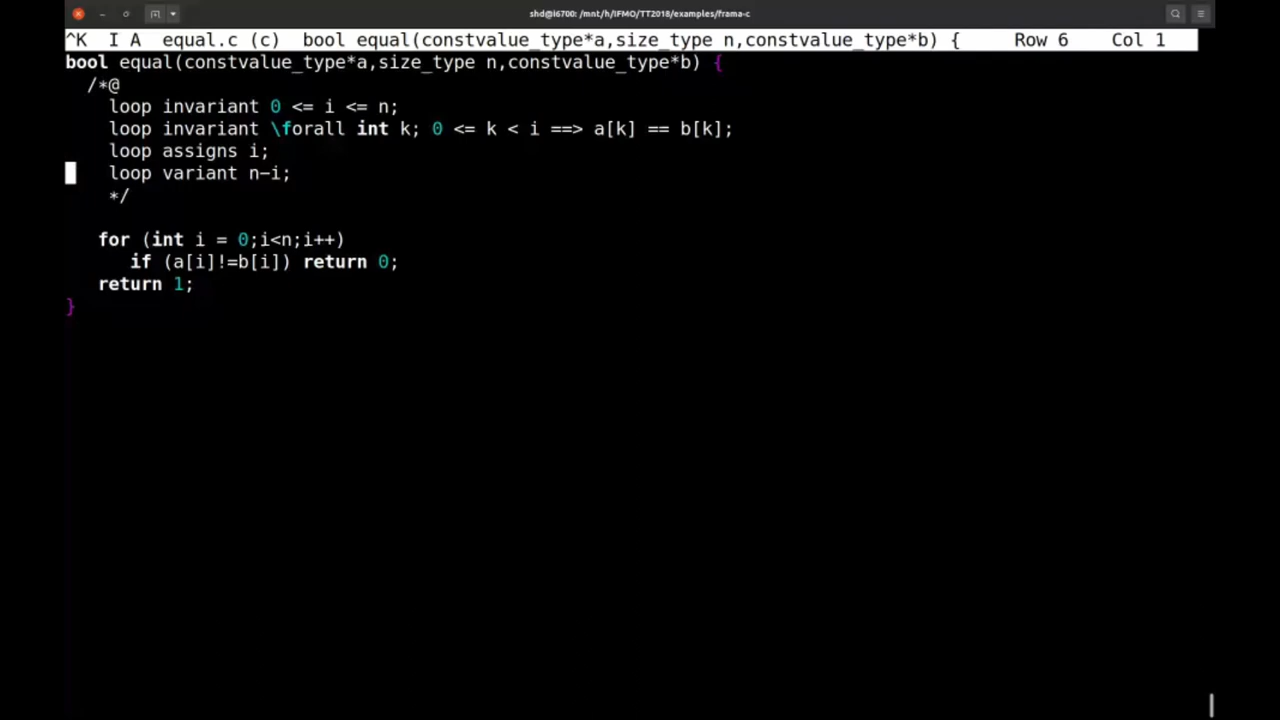 shd@i6700: /mnt/h/IFMO/TT2018/examples/frama-c
^K  I A  equal.c (c)  bool equal(constvalue_type*a,size_type n,constvalue_type*b) {     Row 6    Col 1
bool equal(constvalue_type*a,size_type n,constvalue_type*b) {
  /*@
    loop invariant 0 <= i <= n;
    loop invariant \forall int k; 0 <= k < i ==> a[k] == b[k];
    loop assigns i;
    loop variant n-i;
    */
   for (int i = 0;i<n;i++)
      if (a[i]!=b[i]) return 0;
   return 1;
}